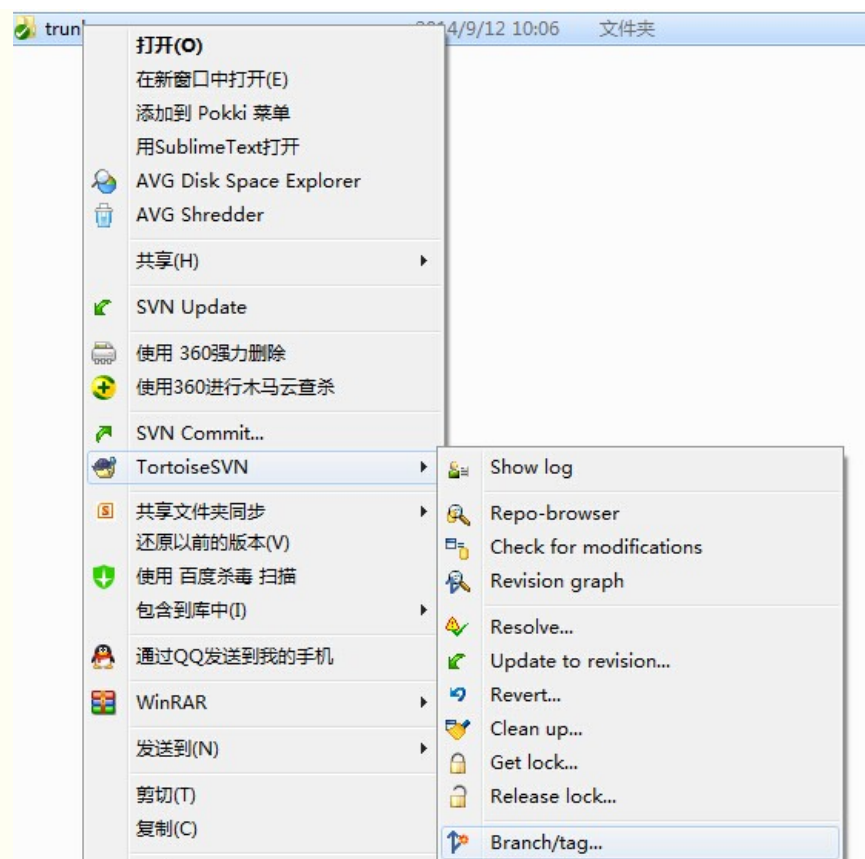 trun 4/9/12 10:06 文件夹
打开(O)
在新窗口中打开(E)
添加到 Pokki 菜单
用SublimeText打开
AVG Disk Space Explorer
AVG Shredder
共享(H)
SVN Update
使用 360强力删除
使用360进行木马云查杀
SVN Commit...
TortoiseSVN
共享文件夹同步
还原以前的版本(V)
使用 百度杀毒 扫描
包含到库中(I)
通过QQ发送到我的手机
WinRAR
发送到(N)
剪切(T)
复制(C)
Show log
Repo-browser
Check for modifications
Revision graph
Resolve...
Update to revision...
Revert...
Clean up...
Get lock...
Release lock...
Branch/tag...